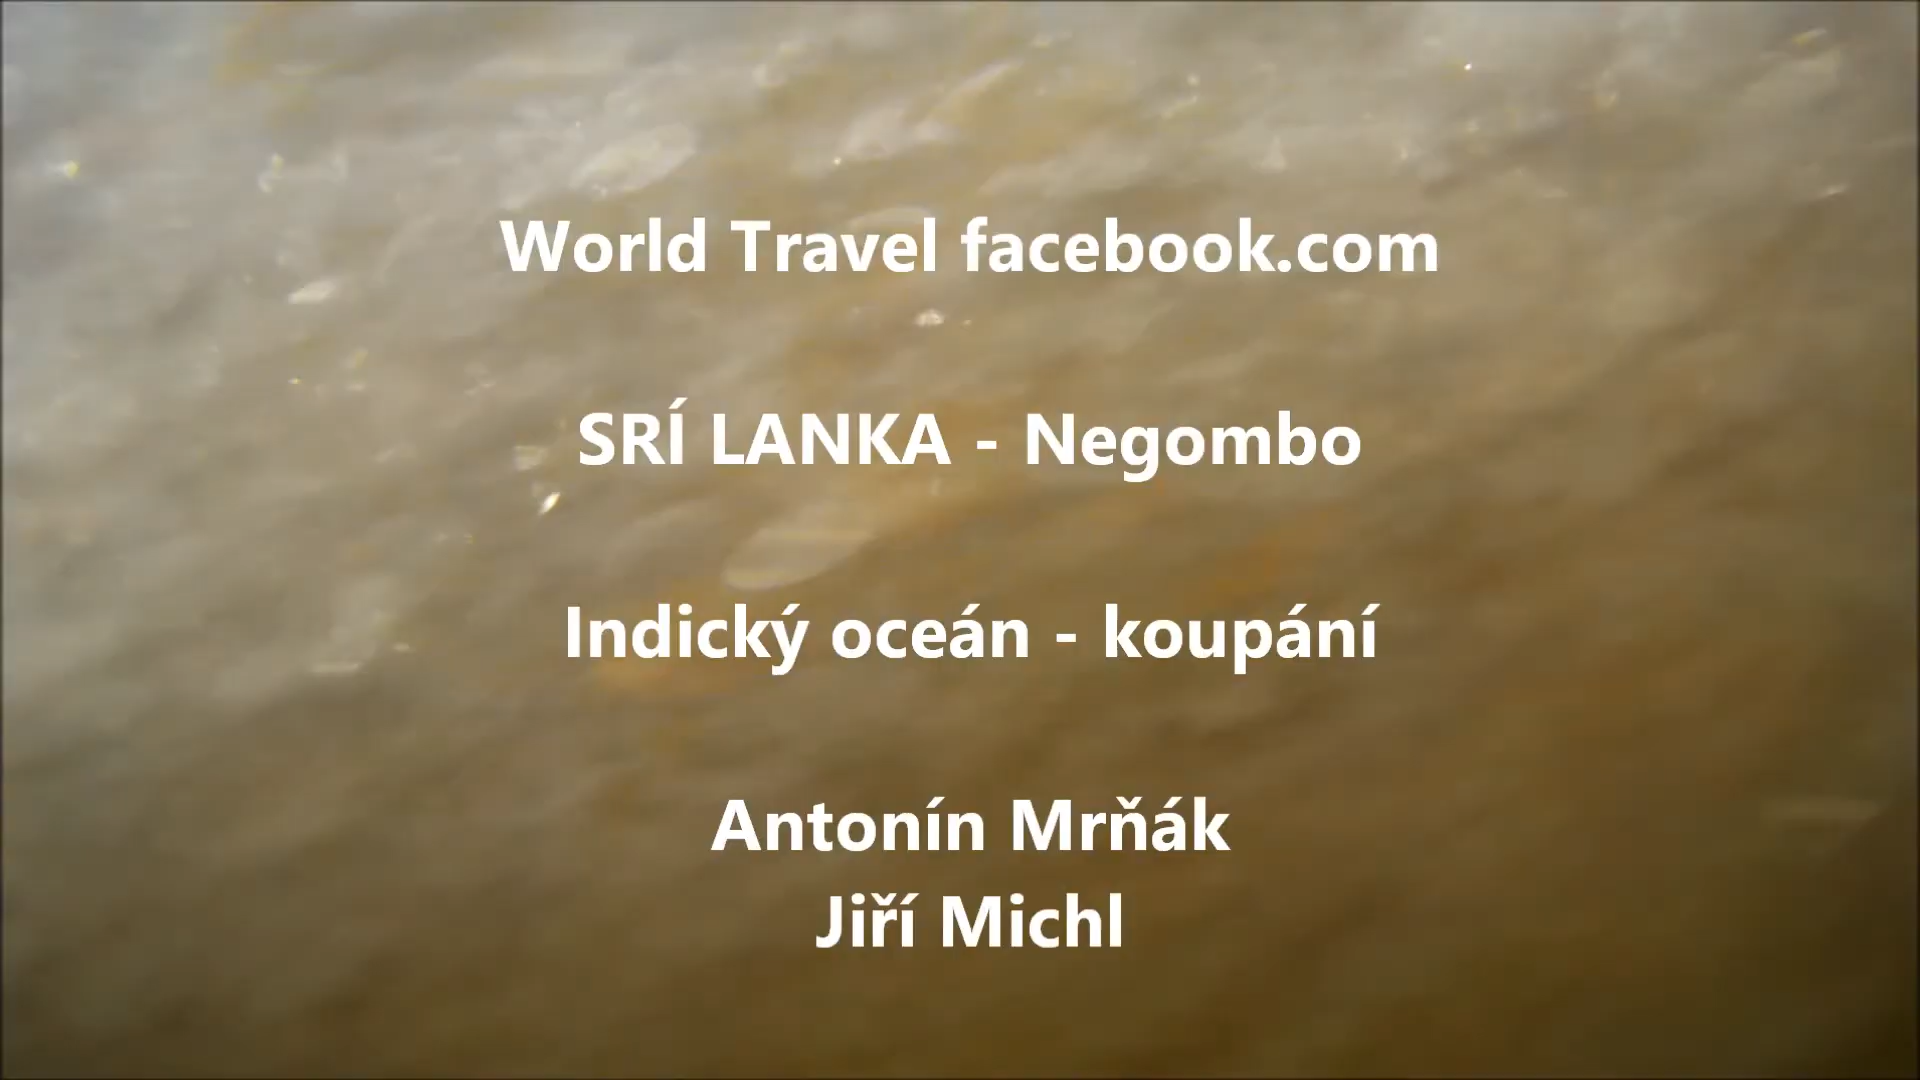 World Travel facebook.com
SRÍ LANKA - Negombo
Indický oceán - koupání
Antonín Mrňák
Jiří Michl